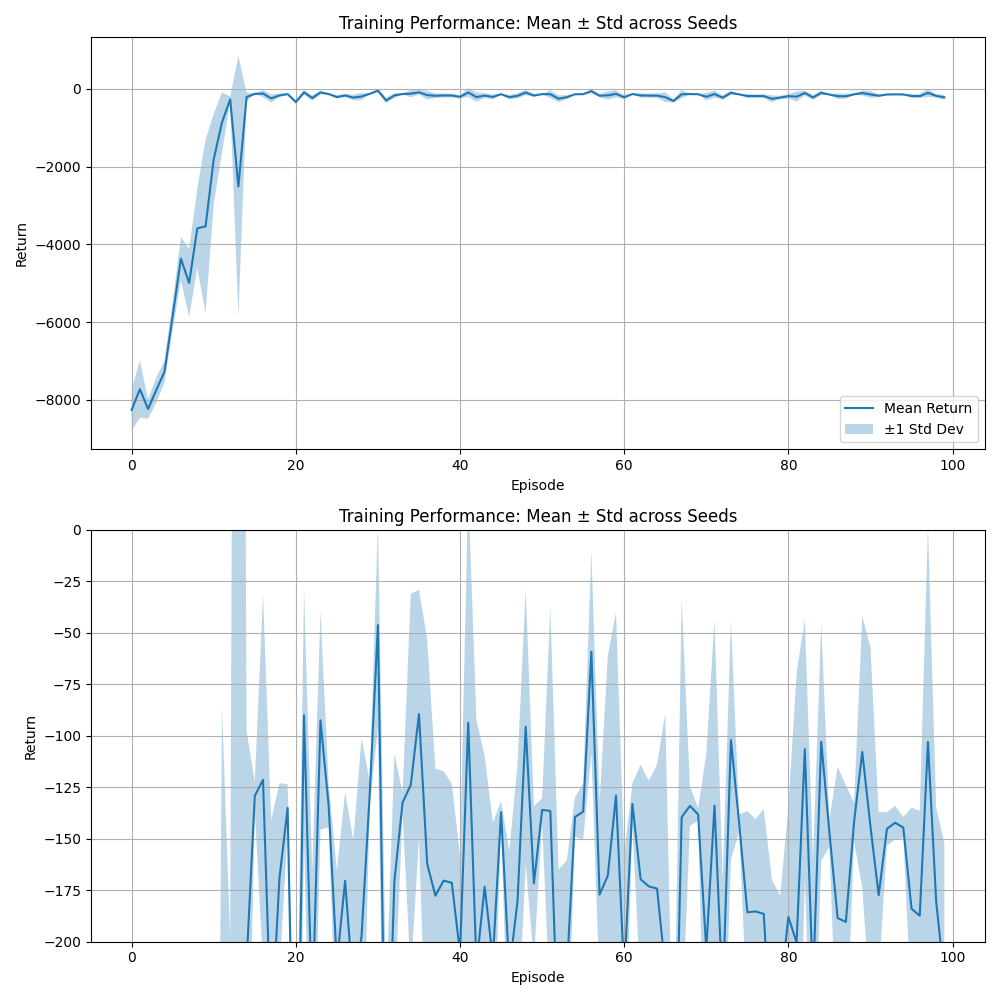 Training Performance: Mean ± Std across Seeds
0
−2000
−4000
−6000
−8000
Return
Mean Return
±1 Std Dev
0 20 40 60 80 100
Episode
Training Performance: Mean ± Std across Seeds
0
−25
−50
−75
−100
−125
−150
−175
−200
Return
0 20 40 60 80 100
Episode